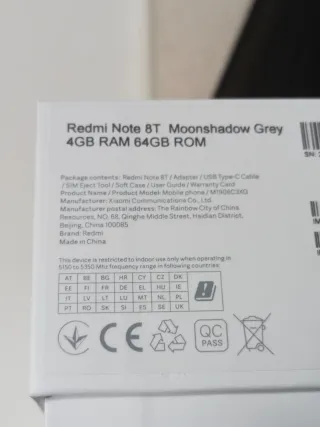 Redmi Note 8T Moonshadow Grey
4GB RAM 64GB ROM
SN:
Package contents: Redmi Note 8T / Adapter / USB Type-C Cable
/ SIM Eject Tool / Soft Case / User Guide / Warranty Card
Product Name / Product Model: Mobile phone / M1908C3XG
Manufacturer: Xiaomi Communications Co., Ltd.
Manufacturer postal address: The Rainbow City of China
Resources, NO. 68, Qinghe Middle Street, Haidian District,
Beijing, China 100085
Brand: Redmi
Made in China
This device is restricted to indoor use only when operating in
5150 to 5350 Mhz frequency range in following countries:
AT BE BG HR CY CZ DK
EE FI FR DE EL HU IE
IT LV LT LU MT NL PL
PT RO SK SI ES SE UK
CE
QC
PASS